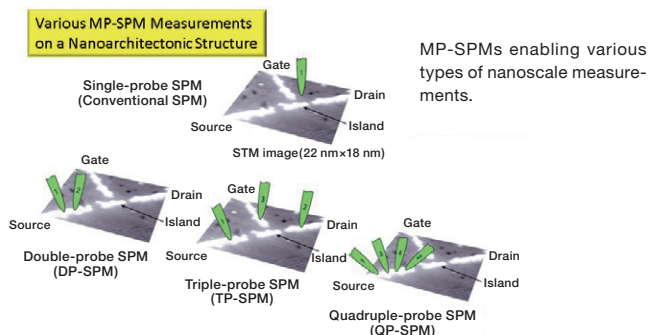 Various MP-SPM Measurements
on a Nanoarchitectonic Structure
MP-SPMs enabling various
types of nanoscale measure-
ments.
Single-probe SPM
(Conventional SPM)
Gate
1
Drain
Source
Island
STM image(22 nm×18 nm)
Gate
1
2
Drain
Source
Island
Double-probe SPM
(DP-SPM)
Gate
3
2
1
Drain
Source
Island
Triple-probe SPM
(TP-SPM)
Gate
3
4
Drain
Source
Island
Quadruple-probe SPM
(QP-SPM)